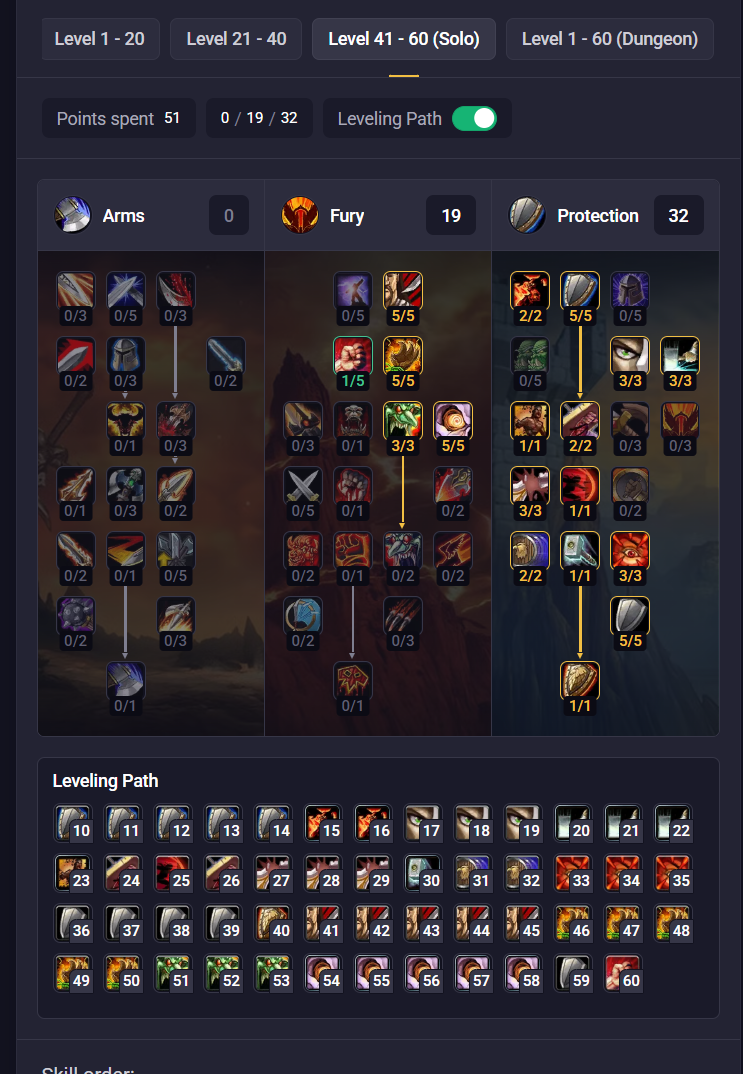 Level 1 - 20 Level 21 - 40 Level 41 - 60 (Solo) Level 1 - 60 (Dungeon)
Points spent 51 0 / 19 / 32 Leveling Path
Arms 0 Fury 19 Protection 32
0/3 0/5 0/3 0/5 5/5 2/2 5/5 0/5
0/2 0/3 0/2 1/5 5/5 0/5 3/3 3/3
0/1 0/3 0/3 0/1 3/3 5/5 1/1 2/2 0/3 0/3
0/1 0/3 0/2 0/5 0/1 0/2 3/3 1/1 0/2
0/2 0/1 0/5 0/2 0/1 0/2 0/2 2/2 1/1 3/3
0/2 0/3 0/2 0/3 5/5
0/1 0/1 1/1
Leveling Path
10 11 12 13 14 15 16 17 18 19 20 21 22
23 24 25 26 27 28 29 30 31 32 33 34 35
36 37 38 39 40 41 42 43 44 45 46 47 48
49 50 51 52 53 54 55 56 57 58 59 60
Skill order: